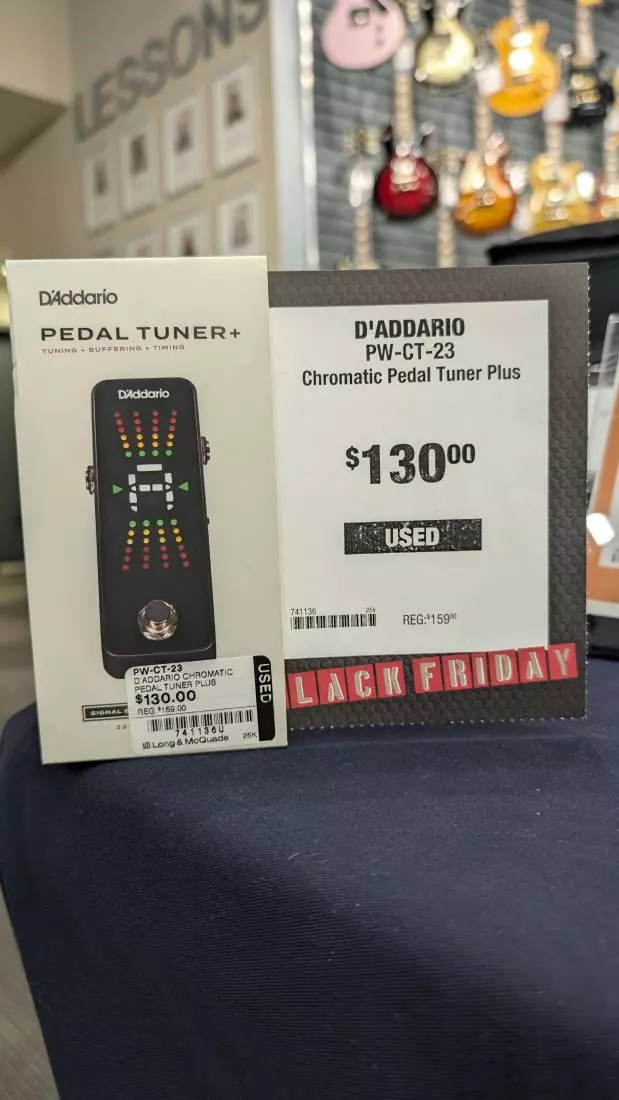 LESSONS
D'Addario
PEDAL TUNER+
TUNING + BUFFERING + TIMING
D'Addario
D'ADDARIO
PW-CT-23
Chromatic Pedal Tuner Plus
$130.00
USED
741136 25k
REG:$159.00
LACK FRIDAY
SIGNAL
PW-CT-23
D'ADDARIO CHROMATIC
PEDAL TUNER PLUS
$130.00
REG.$159.00
741136U
Long & McQuade 25K
USED